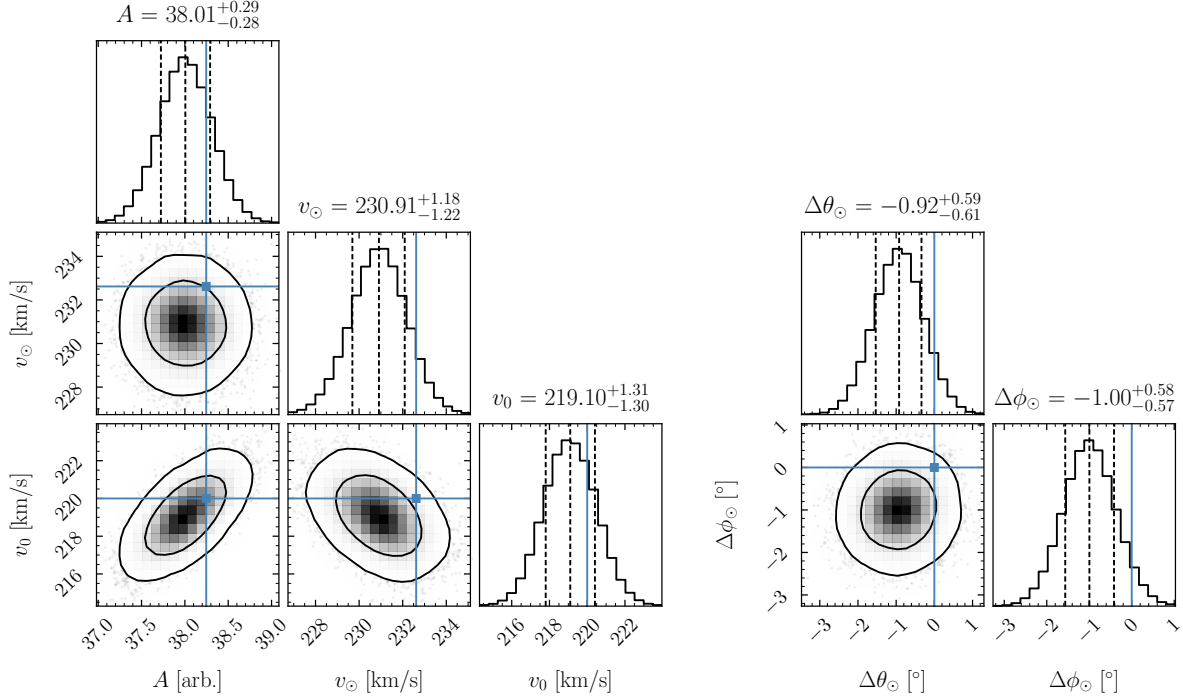 A = 38.01^{+0.29}_{-0.28}
v_⊙ [km/s]
234
232
230
228
v_⊙ = 230.91^{+1.18}_{-1.22}
Δθ_⊙ = −0.92^{+0.59}_{-0.61}
v_0 [km/s]
222
220
218
216
v_0 = 219.10^{+1.31}_{-1.30}
Δϕ_⊙ [°]
1
0
−1
−2
−3
Δϕ_⊙ = −1.00^{+0.58}_{-0.57}
37.0 37.5 38.0 38.5 39.0
228 230 232 234
216 218 220 222
−3 −2 −1 0 1
−3 −2 −1 0 1
A [arb.]
v_⊙ [km/s]
v_0 [km/s]
Δθ_⊙ [°]
Δϕ_⊙ [°]